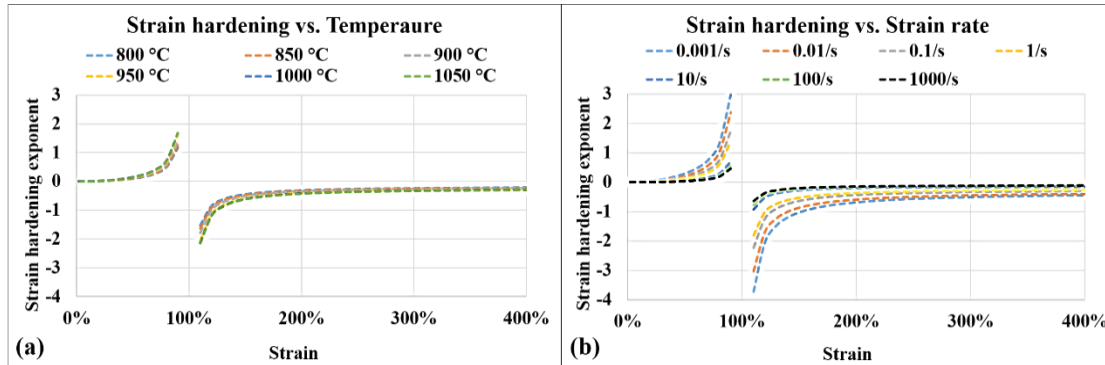 Strain hardening vs. Temperaure
800 °C 850 °C 900 °C
950 °C 1000 °C 1050 °C
3
2
1
0
-1
-2
-3
-4
Strain hardening exponent
0% 100% 200% 300% 400%
Strain
(a)
Strain hardening vs. Strain rate
0.001/s 0.01/s 0.1/s 1/s
10/s 100/s 1000/s
3
2
1
0
-1
-2
-3
-4
Strain hardening exponent
0% 100% 200% 300% 400%
Strain
(b)